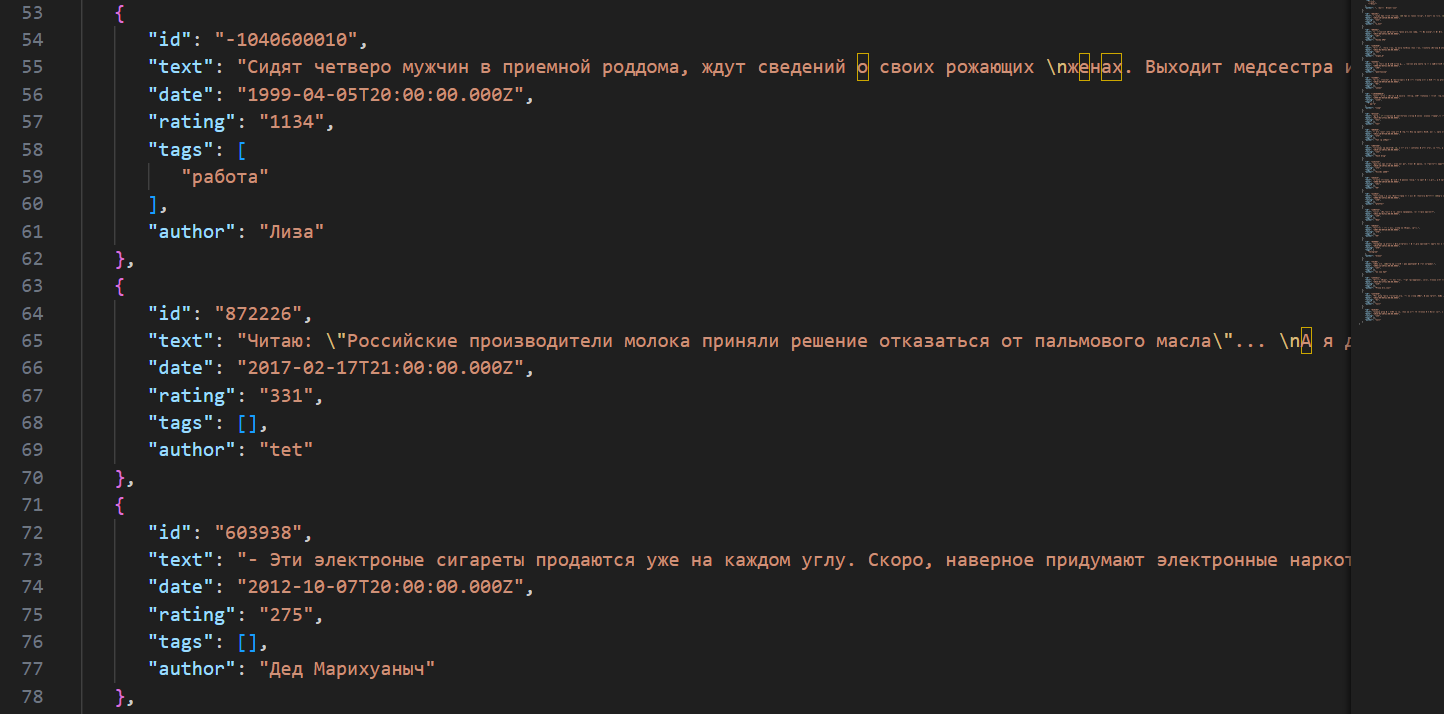 53 {
54 "id": "-1040600010",
55 "text": "Сидят четверо мужчин в приемной роддома, ждут сведений о своих рожающих \nженах. Выходит медсестра и
56 "date": "1999-04-05T20:00:00.000Z",
57 "rating": "1134",
58 "tags": [
59 "работа"
60 ],
61 "author": "Лиза"
62 },
63 {
64 "id": "872226",
65 "text": "Читаю: \"Российские производители молока приняли решение отказаться от пальмового масла\"... \nА я
66 "date": "2017-02-17T21:00:00.000Z",
67 "rating": "331",
68 "tags": [],
69 "author": "tet"
70 },
71 {
72 "id": "603938",
73 "text": "- Эти электроные сигареты продаются уже на каждом углу. Скоро, наверное придумают электронные наркот
74 "date": "2012-10-07T20:00:00.000Z",
75 "rating": "275",
76 "tags": [],
77 "author": "Дед Марихуаныч"
78 },